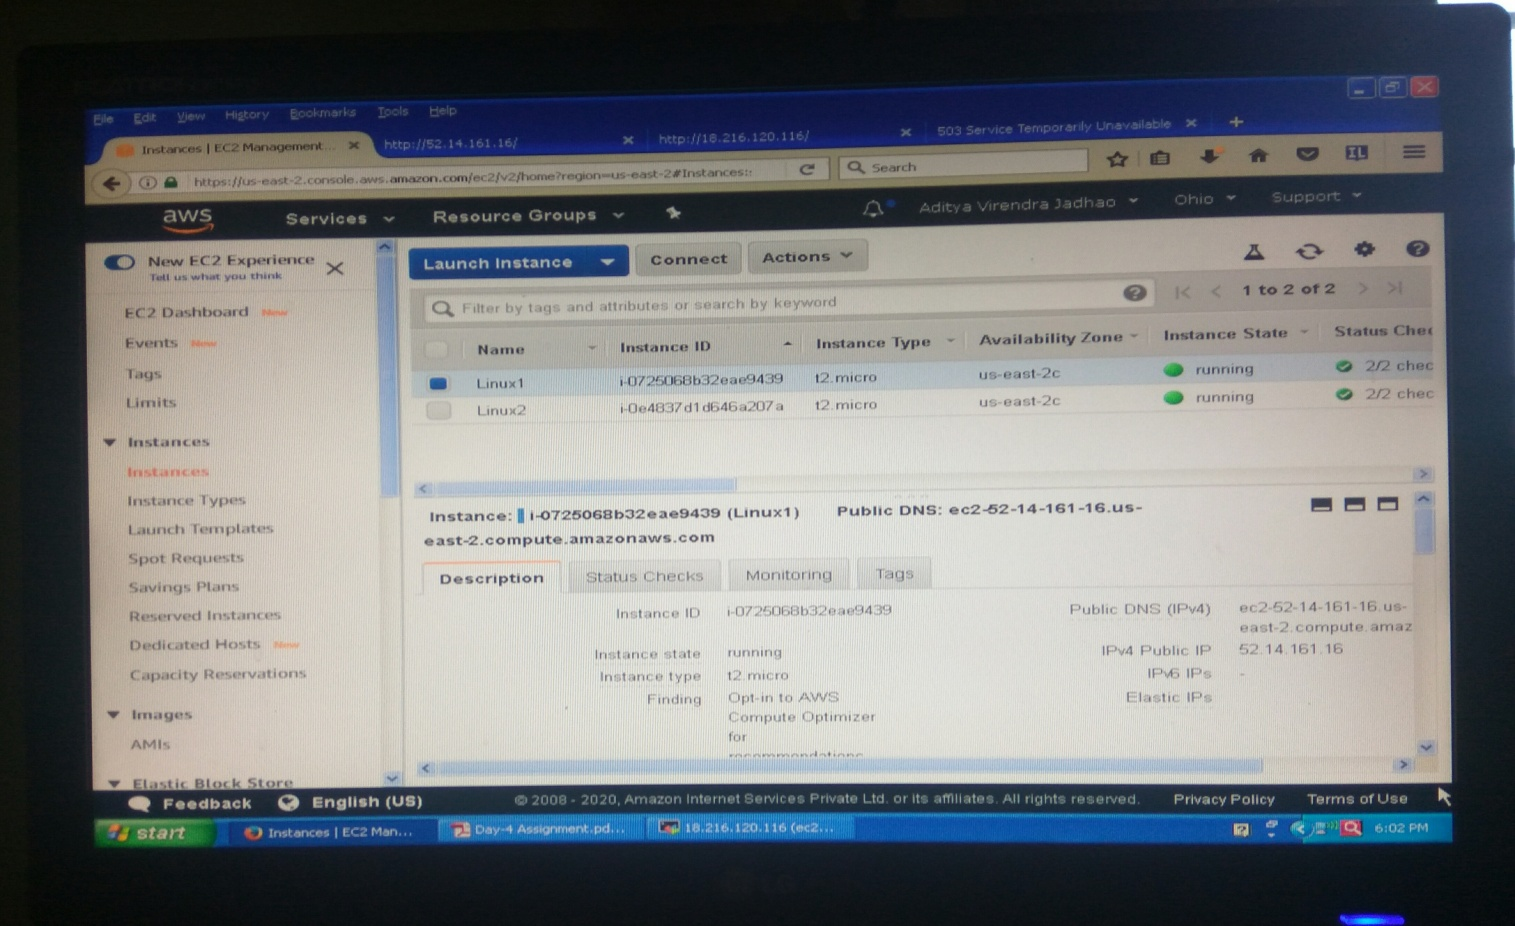 File Edit View History Bookmarks Tools Help
Instances | EC2 Management... × http://52.14.161.16/ × http://18.216.120.116/ × 503 Service Temporarily Unavailable × +
https://us-east-2.console.aws.amazon.com/ec2/v2/home?region=us-east-2#Instances: Search
aws Services Resource Groups Aditya Virendra Jadhao Ohio Support
New EC2 Experience
Tell us what you think
EC2 Dashboard New
Events New
Tags
Limits
Instances
Instances
Instance Types
Launch Templates
Spot Requests
Savings Plans
Reserved Instances
Dedicated Hosts New
Capacity Reservations
Images
AMIs
Elastic Block Store
Launch Instance Connect Actions
Filter by tags and attributes or search by keyword 1 to 2 of 2
Name Instance ID Instance Type Availability Zone Instance State Status Chec
Linux1 i-0725068b32eae9439 t2.micro us-east-2c running 2/2 chec
Linux2 i-0e4837d1d646a207a t2.micro us-east-2c running 2/2 chec
Instance: i-0725068b32eae9439 (Linux1) Public DNS: ec2-52-14-161-16.us-
east-2.compute.amazonaws.com
Description Status Checks Monitoring Tags
Instance ID i-0725068b32eae9439 Public DNS (IPv4) ec2-52-14-161-16.us-
east-2.compute.amaz
Instance state running IPv4 Public IP 52.14.161.16
Instance type t2.micro IPv6 IPs -
Finding Opt-in to AWS Elastic IPs
Compute Optimizer
for
recommendations
Feedback English (US) © 2008 - 2020, Amazon Internet Services Private Ltd. or its affiliates. All rights reserved. Privacy Policy Terms of Use
start Instances | EC2 Man... Day-4 Assignment.pd... 18.216.120.116 (ec2... 6:02 PM